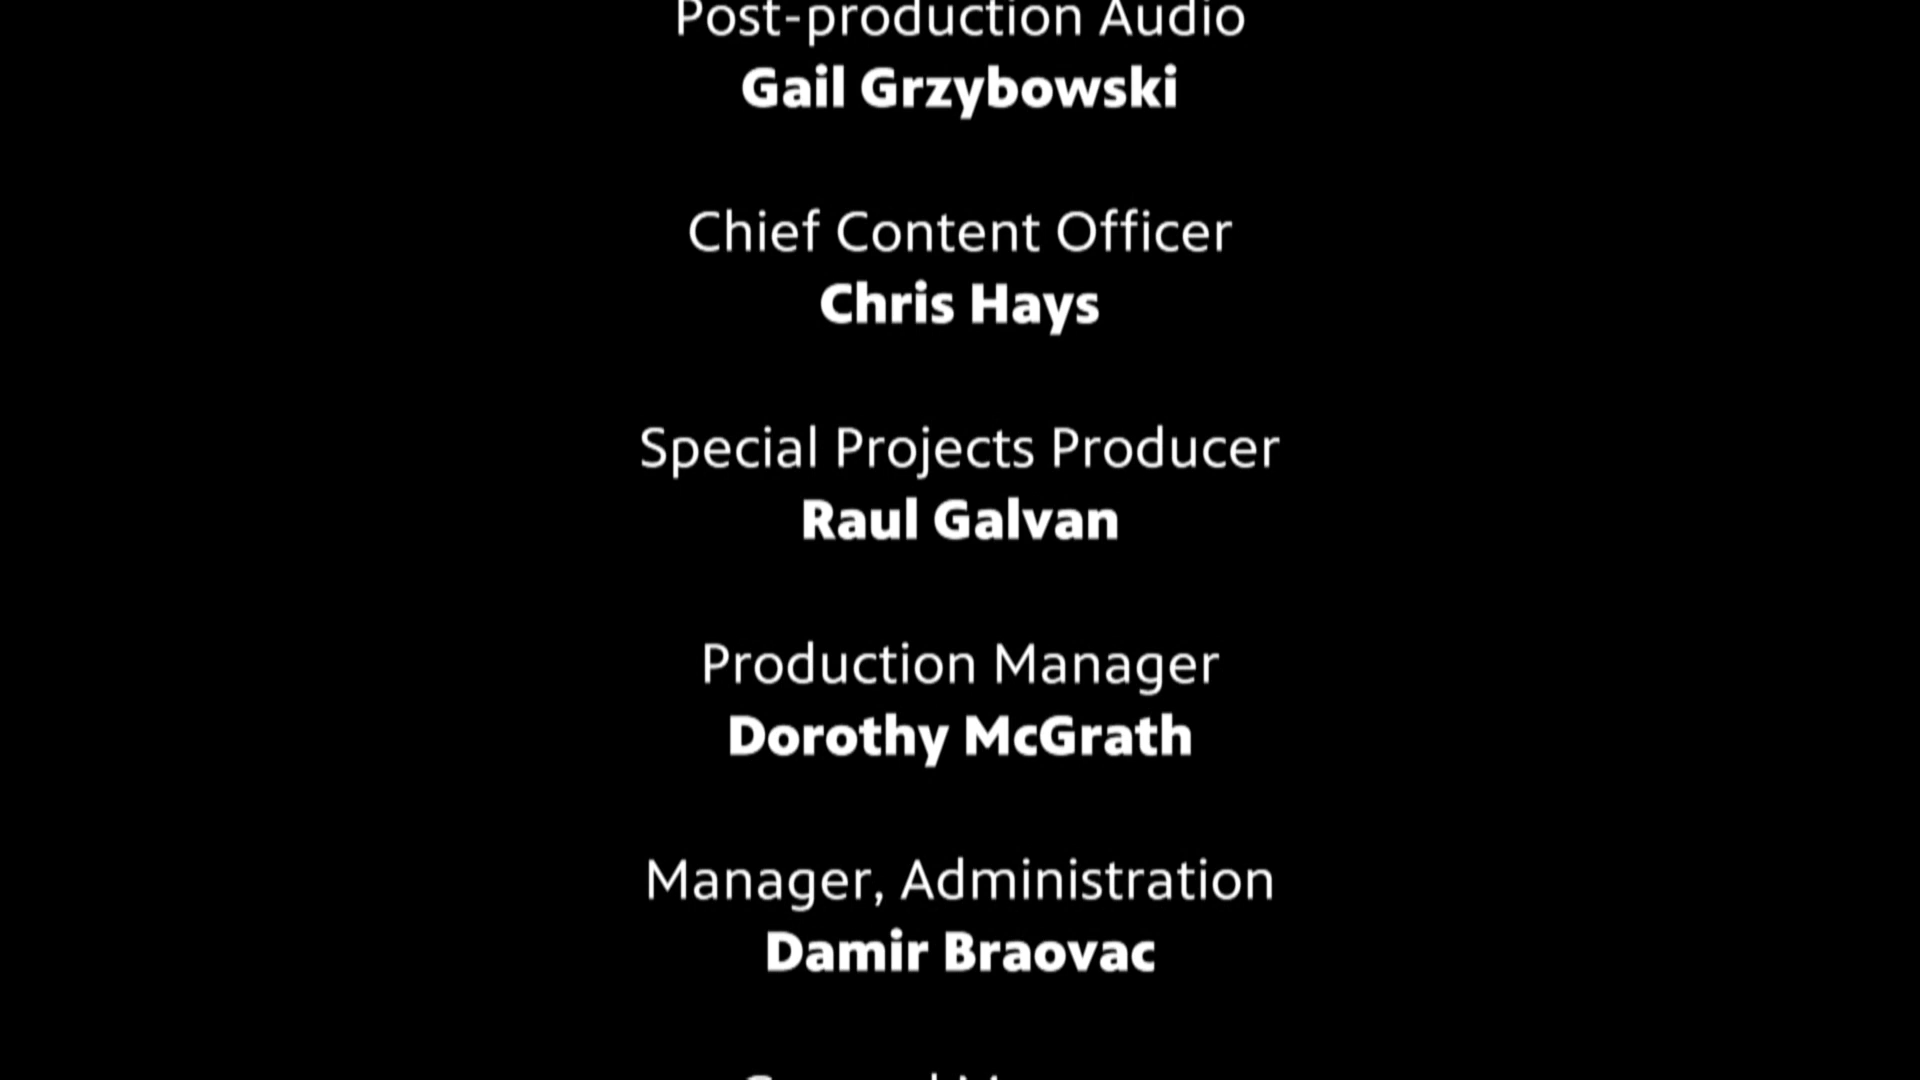 Post-production Audio
Gail Grzybowski
Chief Content Officer
Chris Hays
Special Projects Producer
Raul Galvan
Production Manager
Dorothy McGrath
Manager, Administration
Damir Braovac